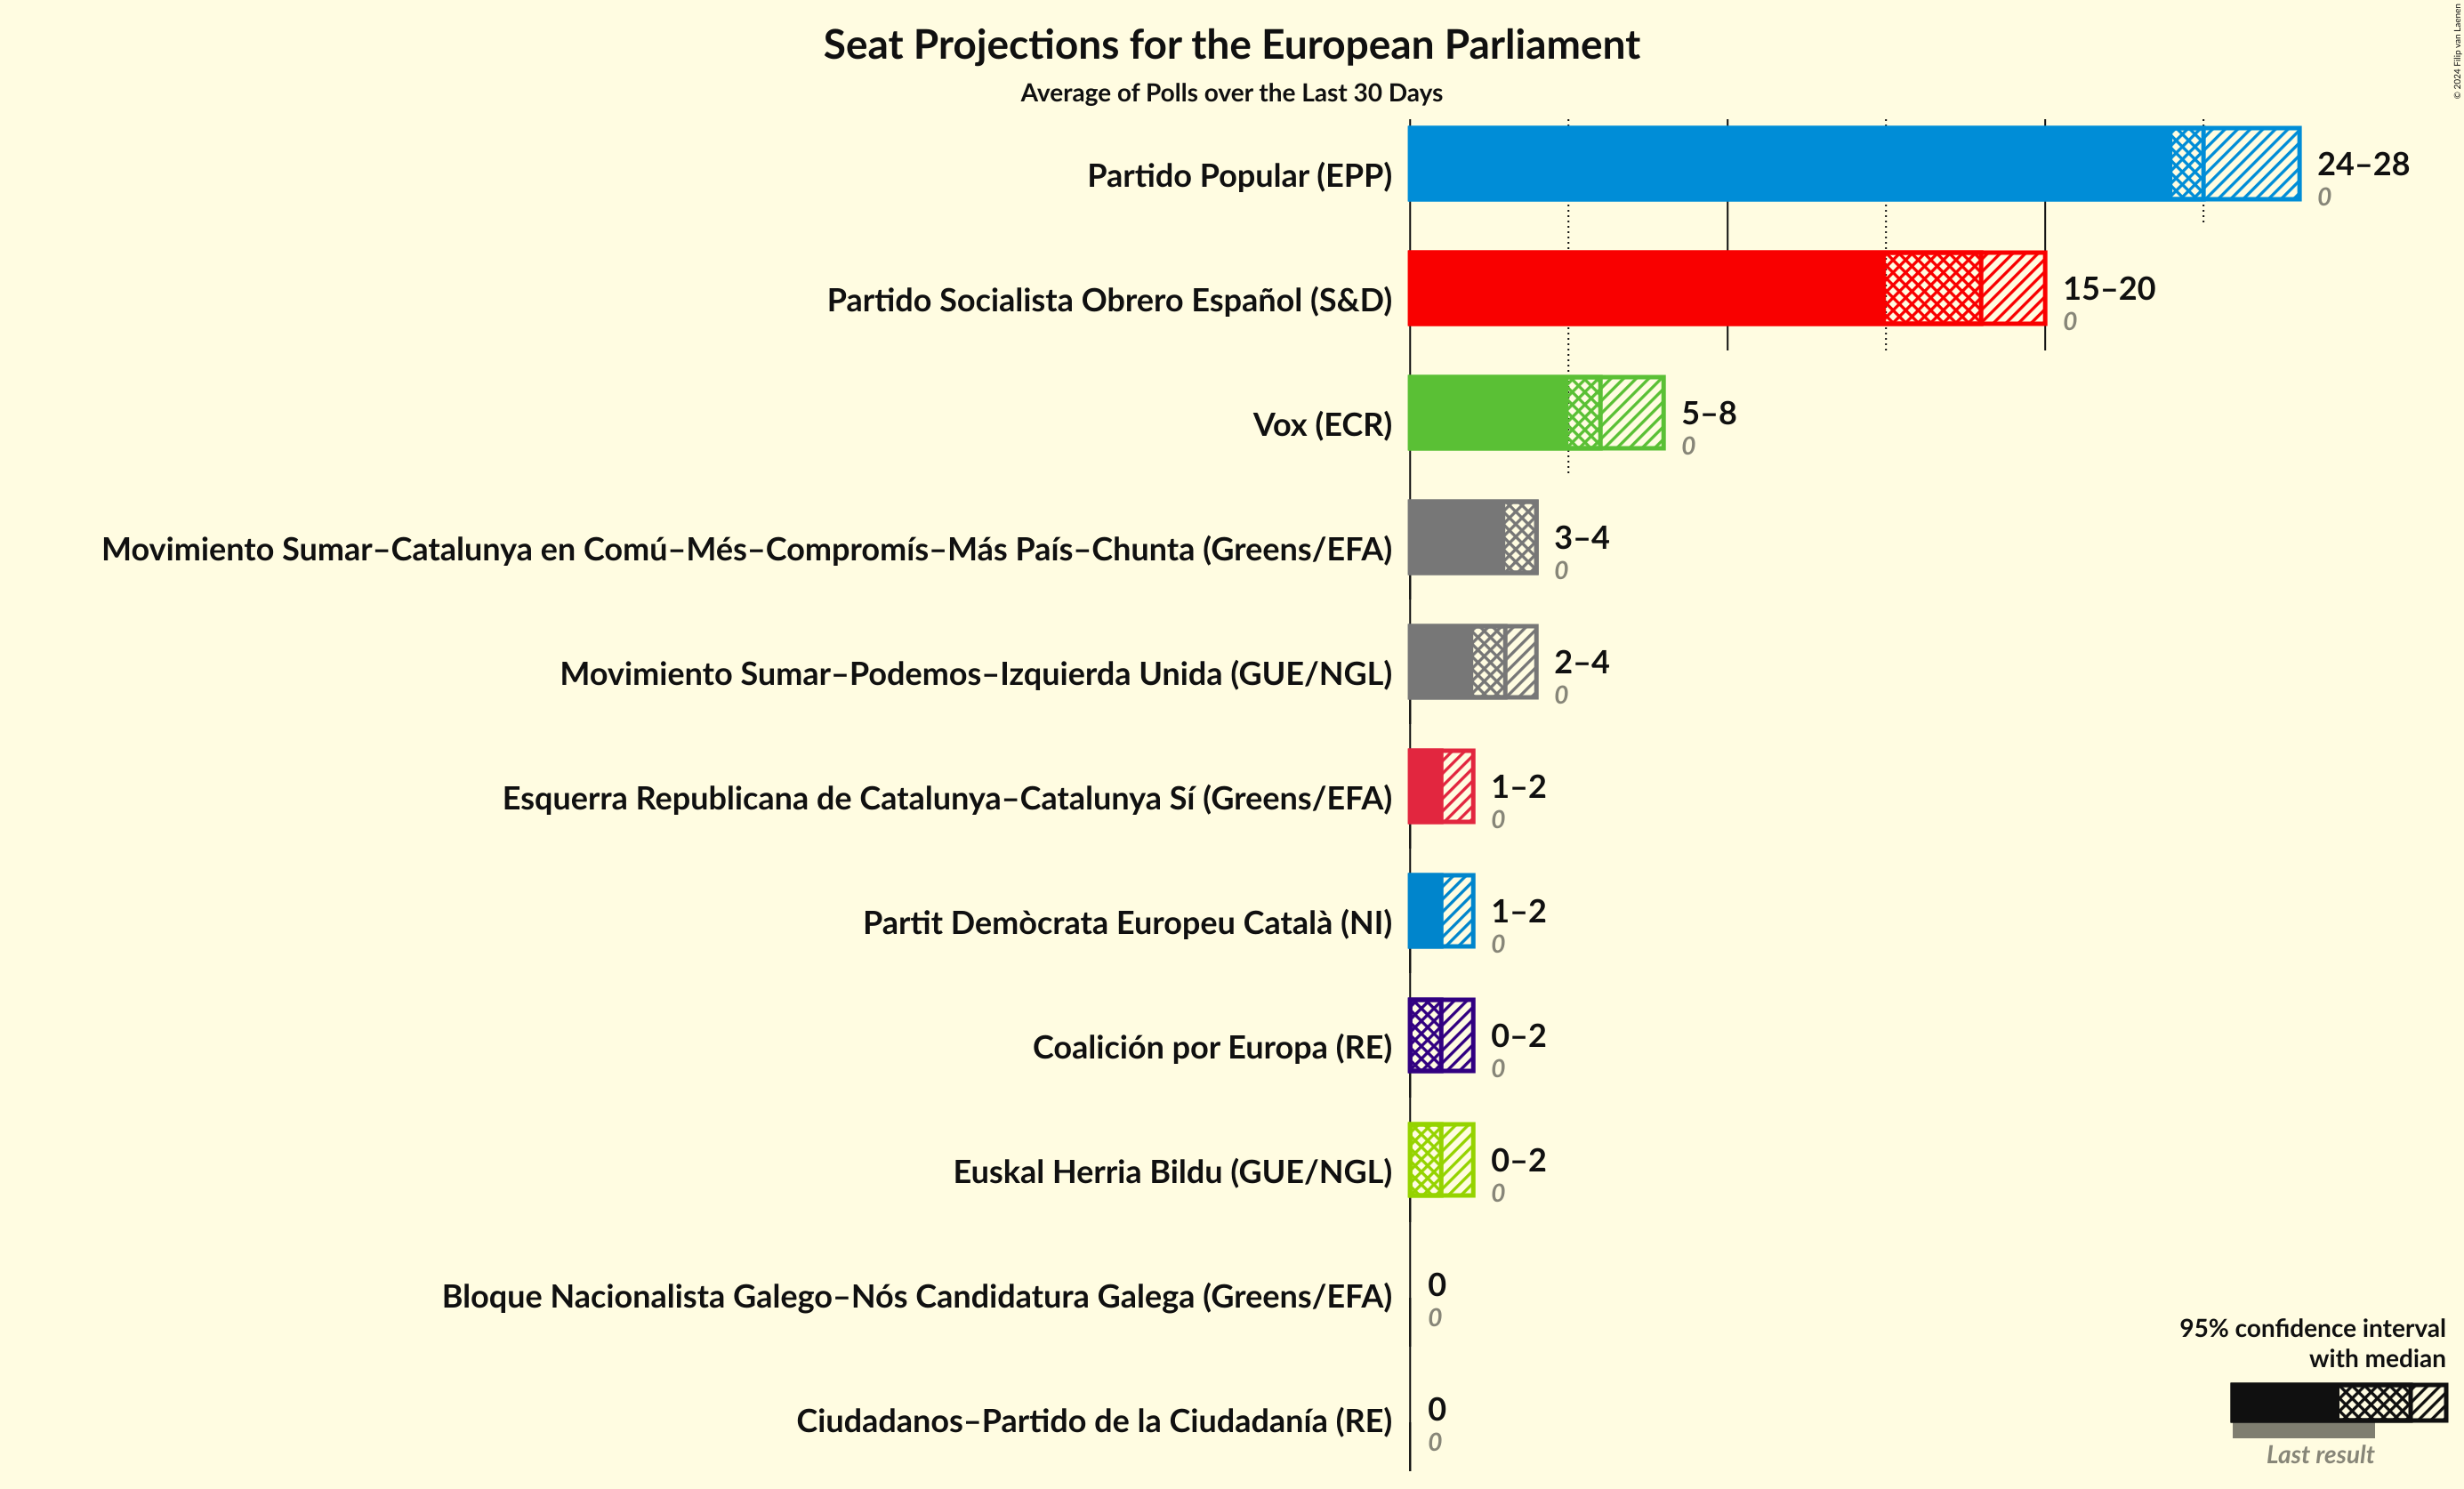 Seat Projections for the European Parliament
Average of Polls over the Last 30 Days
© 2024 Filip van Laenen
Partido Popular (EPP)
24–28
0
Partido Socialista Obrero Español (S&D)
15–20
0
Vox (ECR)
5–8
0
Movimiento Sumar–Catalunya en Comú–Més–Compromís–Más País–Chunta (Greens/EFA)
3–4
0
Movimiento Sumar–Podemos–Izquierda Unida (GUE/NGL)
2–4
0
Esquerra Republicana de Catalunya–Catalunya Sí (Greens/EFA)
1–2
0
Partit Demòcrata Europeu Català (NI)
1–2
0
Coalición por Europa (RE)
0–2
0
Euskal Herria Bildu (GUE/NGL)
0–2
0
Bloque Nacionalista Galego–Nós Candidatura Galega (Greens/EFA)
0
0
Ciudadanos–Partido de la Ciudadanía (RE)
0
0
95% confidence interval
with median
Last result